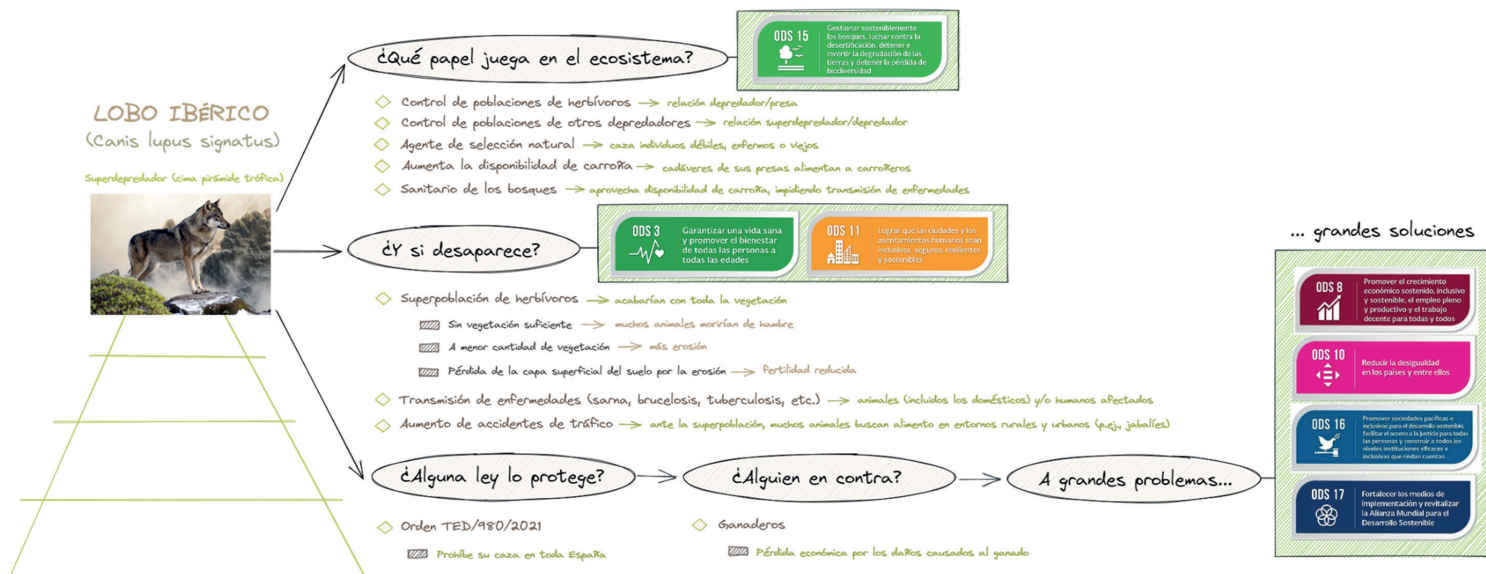 LOBO IBÉRICO
(Canis lupus signatus)
Superdepredador (cima pirámide trófica)
¿Qué papel juega en el ecosistema?
ODS 15
Gestionar sosteniblemente
los bosques, luchar contra la
desertificación, detener e
invertir la degradación de las
tierras y detener la pérdida de
biodiversidad
Control de poblaciones de herbívoros → relación depredador/presa
Control de poblaciones de otros depredadores → relación superdepredador/depredador
Agente de selección natural → caza individuos débiles, enfermos o viejos
Aumenta la disponibilidad de carroña → cadáveres de sus presas alimentan a carroñeros
Sanitario de los bosques → aprovecha disponibilidad de carroña, impidiendo transmisión de enfermedades
¿Y si desaparece?
ODS 3
Garantizar una vida sana
y promover el bienestar
de todas las personas a
todas las edades
ODS 11
Lograr que las ciudades y los
asentamientos humanos sean
inclusivos, seguros, resilientes
y sostenibles
Superpoblación de herbívoros → acabarían con toda la vegetación
Sin vegetación suficiente → muchos animales morirían de hambre
A menor cantidad de vegetación → más erosión
Pérdida de la capa superficial del suelo por la erosión → fertilidad reducida
Transmisión de enfermedades (sarna, brucelosis, tuberculosis, etc.) → animales (incluidos los domésticos) y/o humanos afectados
Aumento de accidentes de tráfico → ante la superpoblación, muchos animales buscan alimento en entornos rurales y urbanos (p.ej., jabalíes)
¿Alguna ley lo protege?
Orden TED/980/2021
Prohíbe su caza en toda España
¿Alguien en contra?
Ganaderos
Pérdida económica por los daños causados al ganado
A grandes problemas...
... grandes soluciones
ODS 8
Promover el crecimiento
económico sostenido, inclusivo
y sostenible, el empleo pleno
y productivo y el trabajo
decente para todas y todos
ODS 10
Reducir la desigualdad
en los países y entre ellos
ODS 16
Promover sociedades pacíficas e
inclusivas para el desarrollo sostenible,
facilitar el acceso a la justicia para todas
las personas y construir a todos los
niveles instituciones eficaces e
inclusivas que rindan cuentas
ODS 17
Fortalecer los medios de
implementación y revitalizar
la Alianza Mundial para el
Desarrollo Sostenible